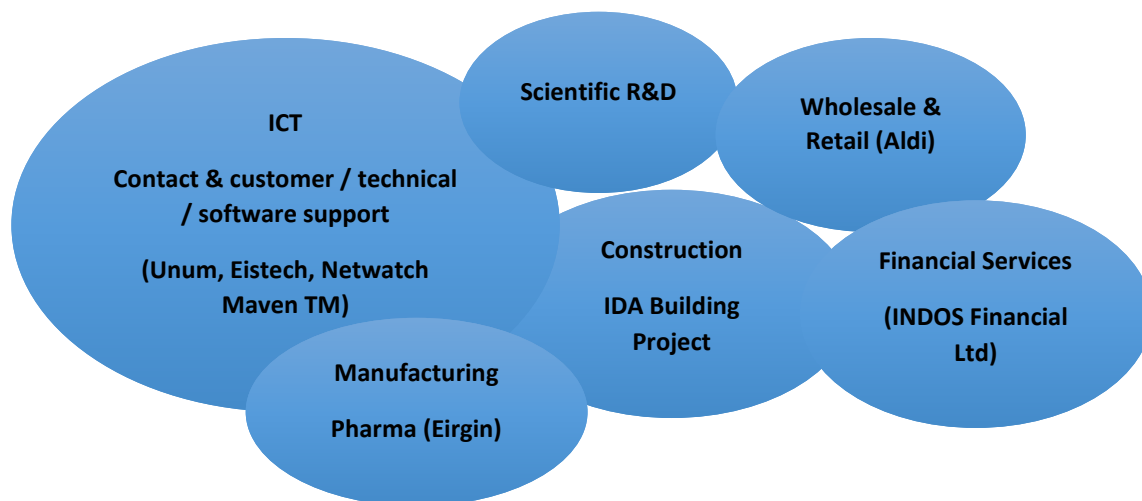 ICT
Contact & customer / technical
/ software support
(Unum, Eistech, Netwatch
Maven TM)
Scientific R&D
Wholesale &
Retail (Aldi)
Construction
IDA Building
Project
Financial Services
(INDOS Financial
Ltd)
Manufacturing
Pharma (Eirgin)